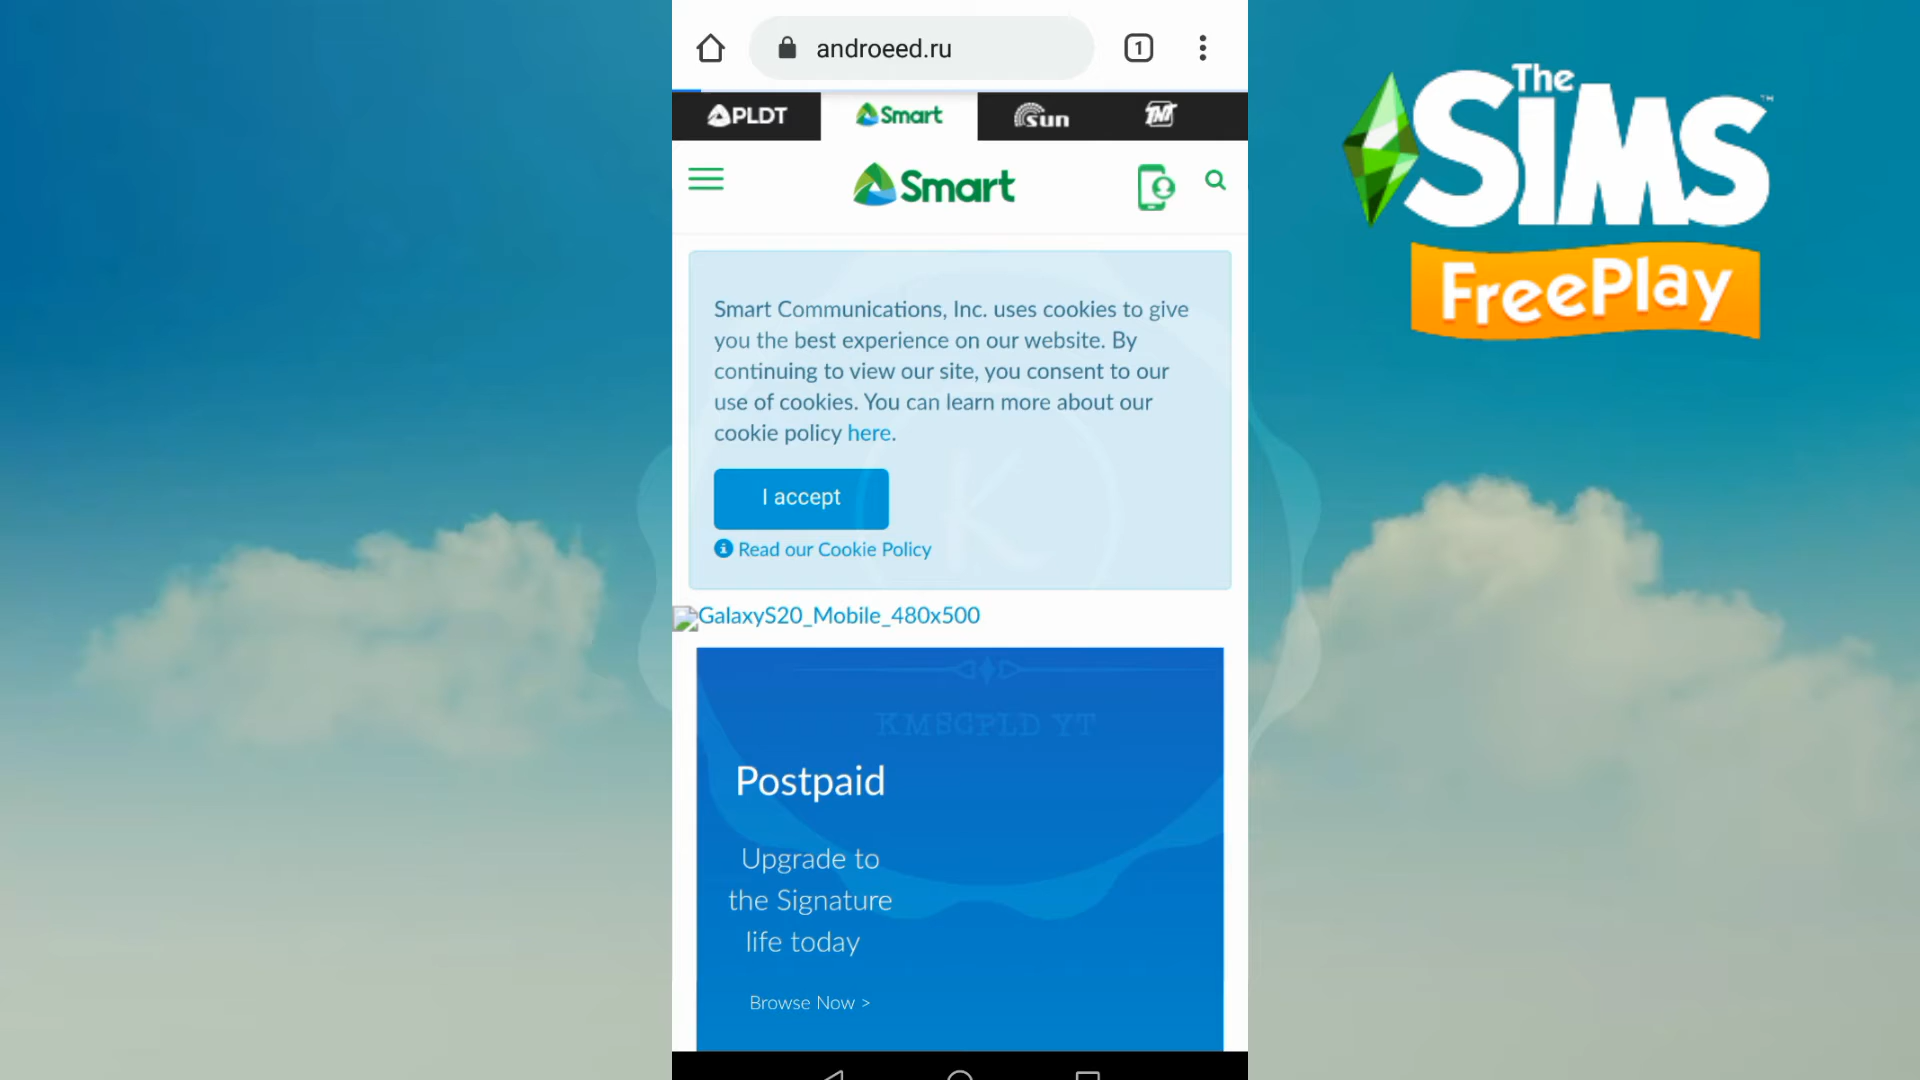 androeed.ru
1
PLDT
Smart
Sun
TNT
Smart
Smart Communications, Inc. uses cookies to give
you the best experience on our website. By
continuing to view our site, you consent to our
use of cookies. You can learn more about our
cookie policy here.
I accept
Read our Cookie Policy
GalaxyS20_Mobile_480x500
K
KMSGPLD YT
Postpaid
Upgrade to
the Signature
life today
Browse Now >
The
SiMS
™
FreePlay